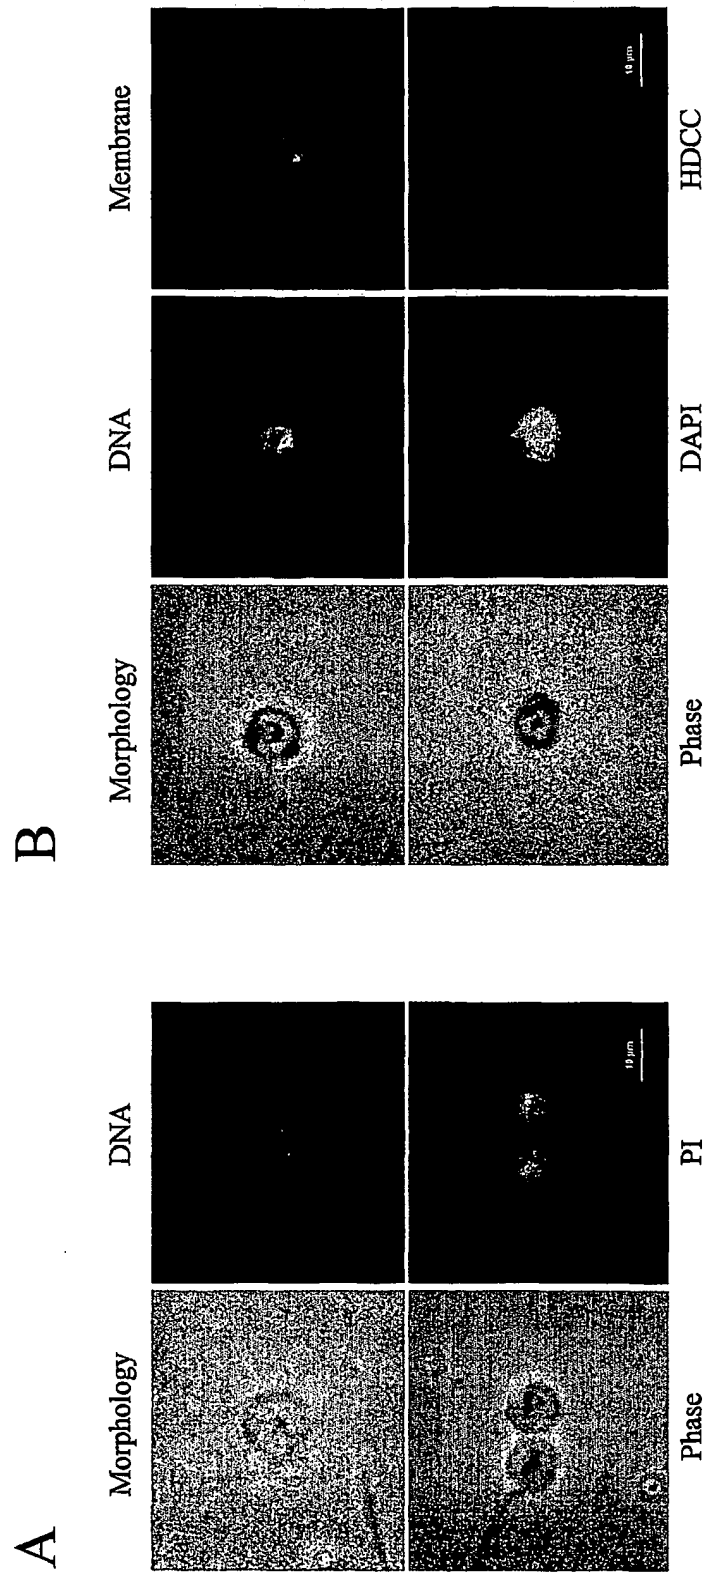 A
Morphology DNA
10 µm
Phase PI
B
Morphology DNA Membrane
10 µm
Phase DAPI HDCC